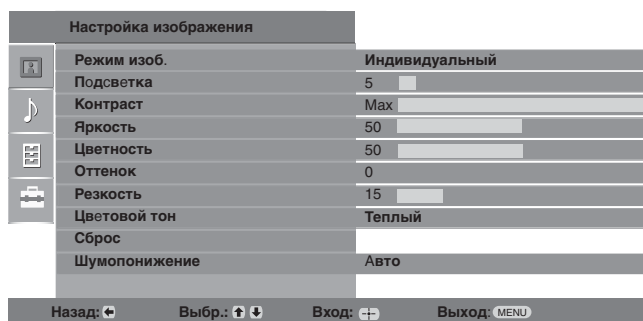 Настройка изображения
Режим изоб. Индивидуальный
Подсветка 5
Контраст Max
Яркость 50
Цветность 50
Оттенок 0
Резкость 15
Цветовой тон Теплый
Сброс
Шумопонижение Авто
Назад: Выбр.: Вход: Выход: MENU